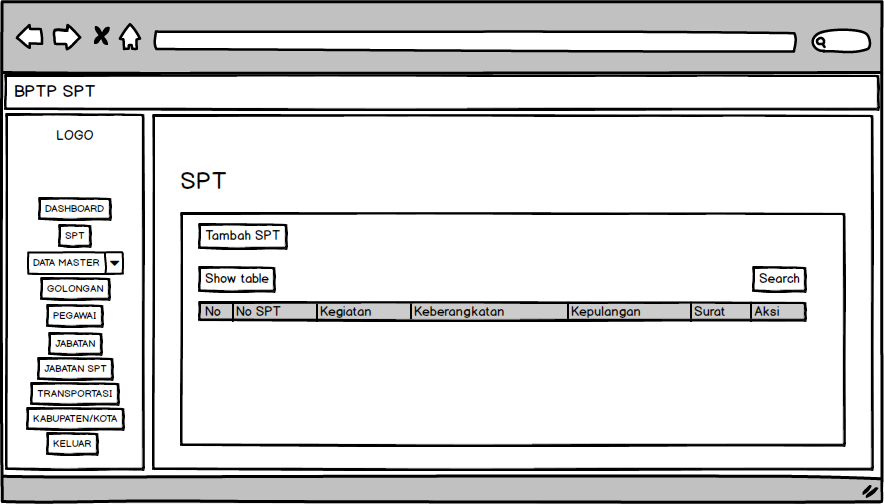 BPTP SPT
LOGO
DASHBOARD
SPT
DATA MASTER
GOLONGAN
PEGAWAI
JABATAN
JABATAN SPT
TRANSPORTASI
KABUPATEN/KOTA
KELUAR
SPT
Tambah SPT
Show table Search
No No SPT Kegiatan Keberangkatan Kepulangan Surat Aksi